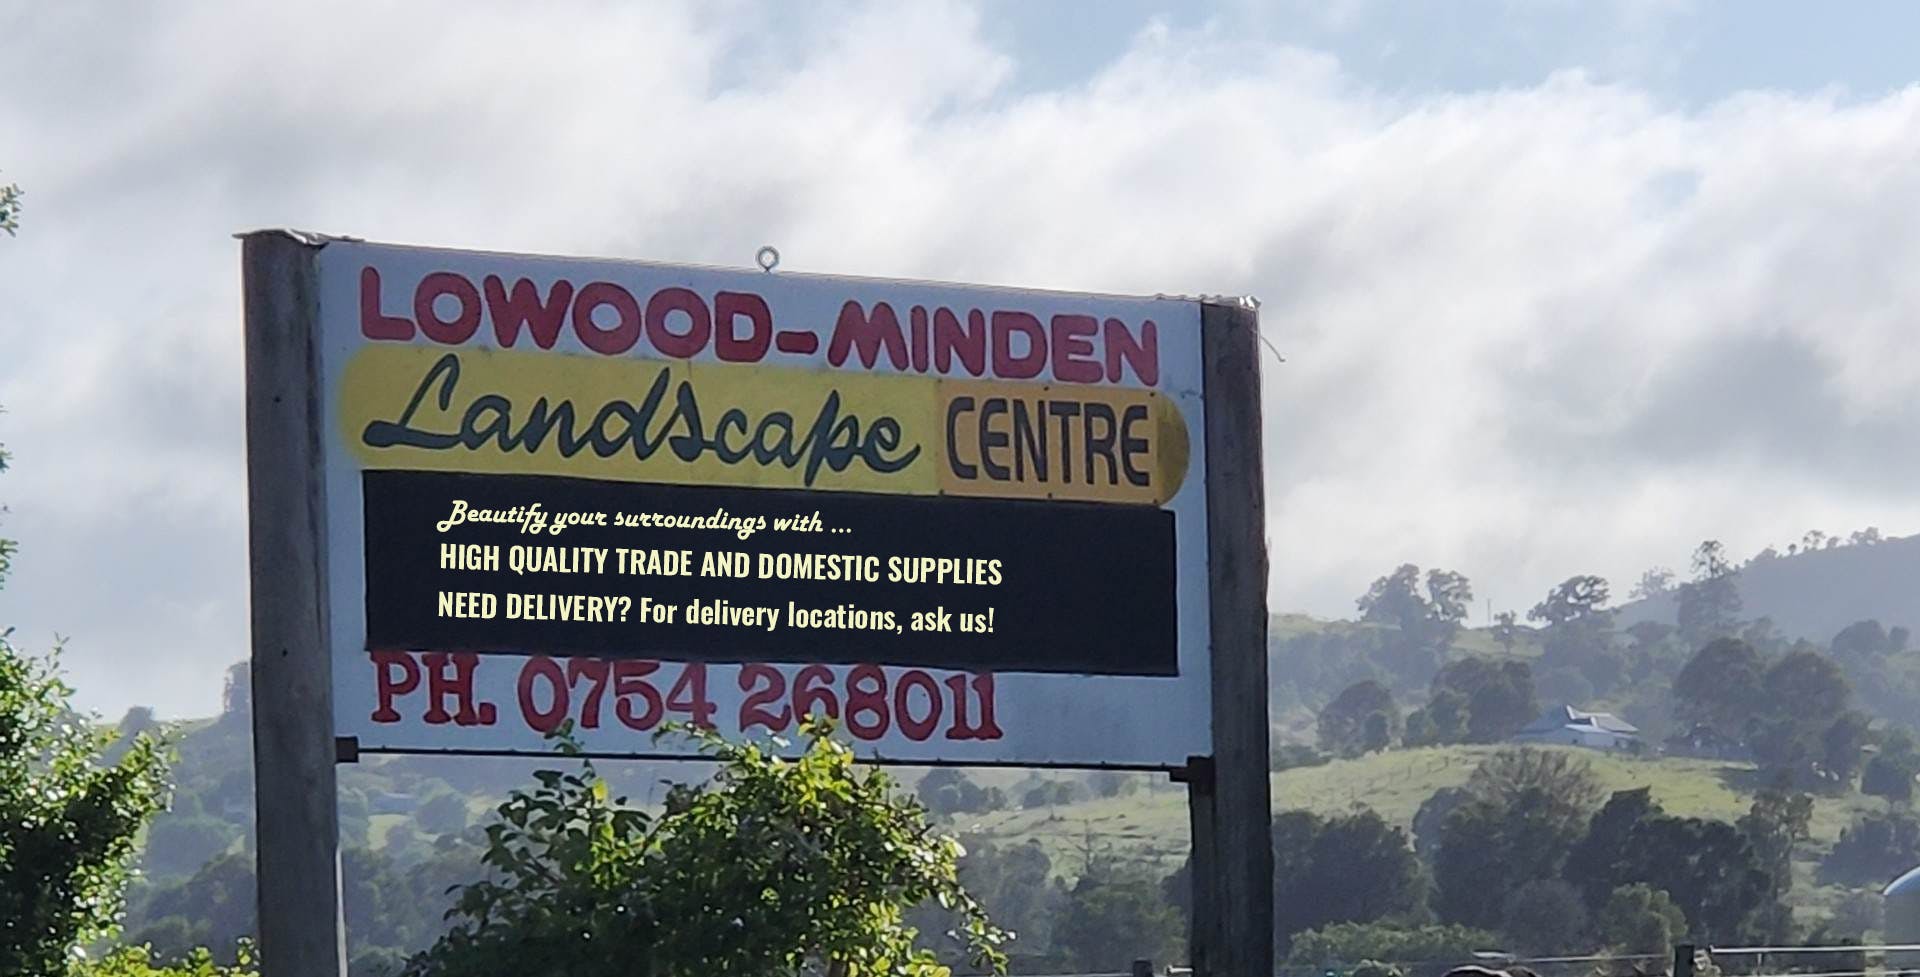 LOWOOD-MINDEN
Landscape CENTRE
Beautify your surroundings with ...
HIGH QUALITY TRADE AND DOMESTIC SUPPLIES
NEED DELIVERY? For delivery locations, ask us!
PH. 0754 268011